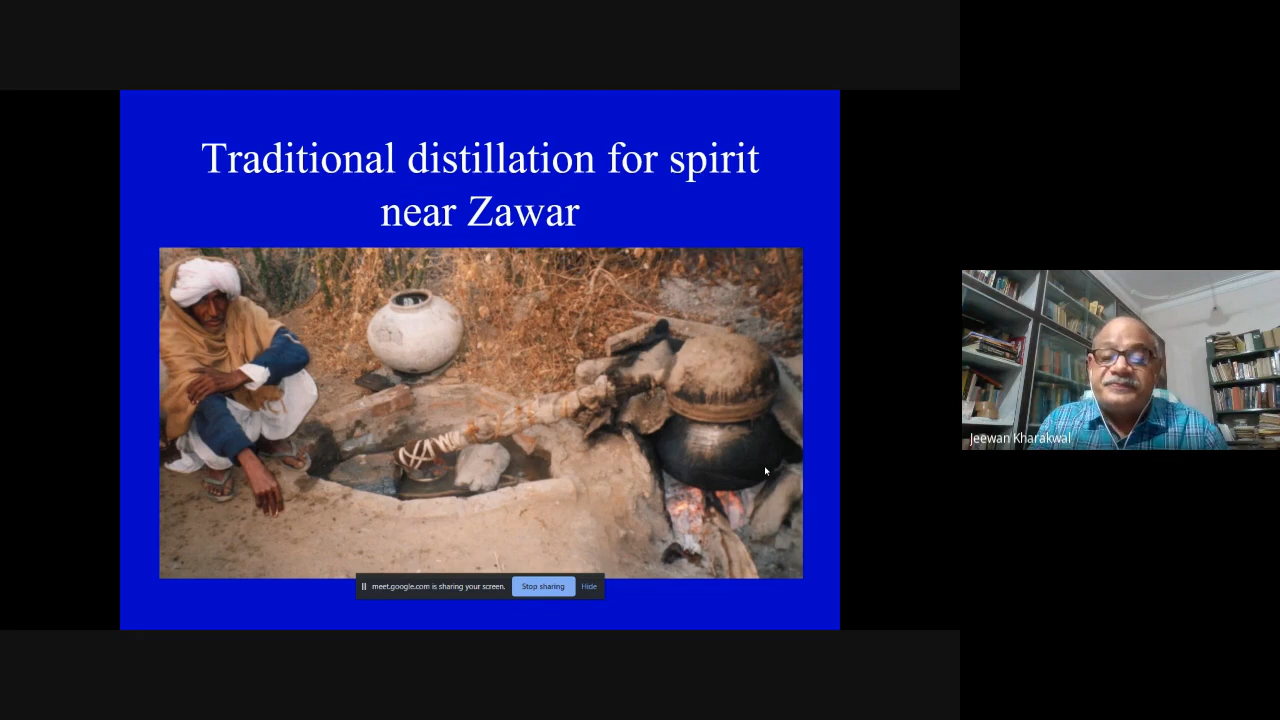 Traditional distillation for spirit
near Zawar
meet.google.com is sharing your screen. Stop sharing Hide
Jeewan Kharakwal